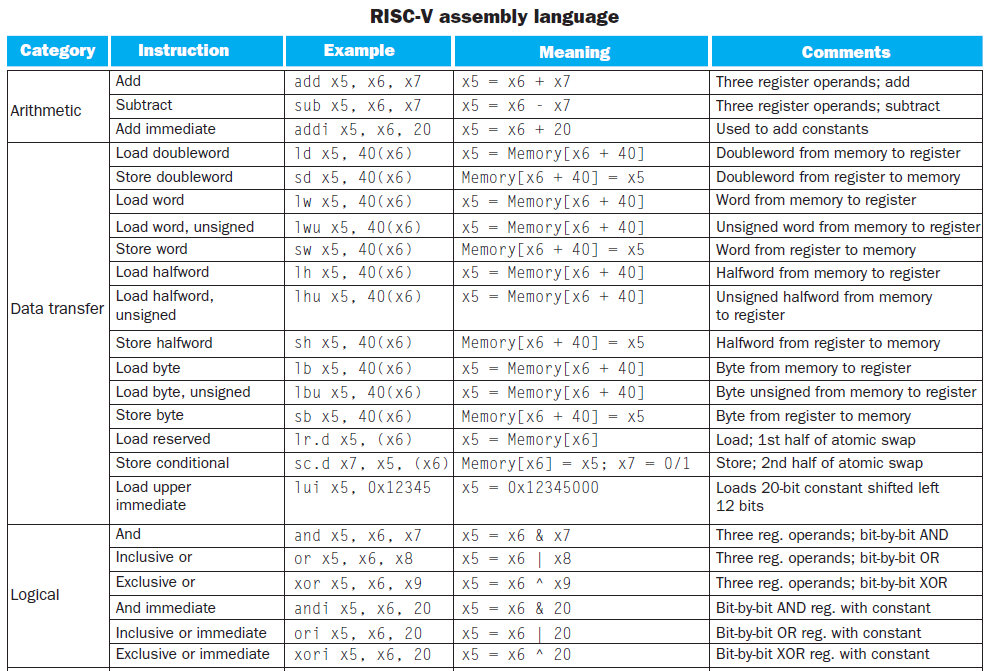 RISC-V assembly language
Category Instruction Example Meaning Comments
Arithmetic
Add add x5, x6, x7 x5 = x6 + x7 Three register operands; add
Subtract sub x5, x6, x7 x5 = x6 - x7 Three register operands; subtract
Add immediate addi x5, x6, 20 x5 = x6 + 20 Used to add constants
Data transfer
Load doubleword ld x5, 40(x6) x5 = Memory[x6 + 40] Doubleword from memory to register
Store doubleword sd x5, 40(x6) Memory[x6 + 40] = x5 Doubleword from register to memory
Load word lw x5, 40(x6) x5 = Memory[x6 + 40] Word from memory to register
Load word, unsigned lwu x5, 40(x6) x5 = Memory[x6 + 40] Unsigned word from memory to register
Store word sw x5, 40(x6) Memory[x6 + 40] = x5 Word from register to memory
Load halfword lh x5, 40(x6) x5 = Memory[x6 + 40] Halfword from memory to register
Load halfword, lhu x5, 40(x6) x5 = Memory[x6 + 40] Unsigned halfword from memory
unsigned to register
Store halfword sh x5, 40(x6) Memory[x6 + 40] = x5 Halfword from register to memory
Load byte lb x5, 40(x6) x5 = Memory[x6 + 40] Byte from memory to register
Load byte, unsigned lbu x5, 40(x6) x5 = Memory[x6 + 40] Byte unsigned from memory to register
Store byte sb x5, 40(x6) Memory[x6 + 40] = x5 Byte from register to memory
Load reserved lr.d x5, (x6) x5 = Memory[x6] Load; 1st half of atomic swap
Store conditional sc.d x7, x5, (x6) Memory[x6] = x5; x7 = 0/1 Store; 2nd half of atomic swap
Load upper lui x5, 0x12345 x5 = 0x12345000 Loads 20-bit constant shifted left
immediate 12 bits
Logical
And and x5, x6, x7 x5 = x6 & x7 Three reg. operands; bit-by-bit AND
Inclusive or or x5, x6, x8 x5 = x6 | x8 Three reg. operands; bit-by-bit OR
Exclusive or xor x5, x6, x9 x5 = x6 ^ x9 Three reg. operands; bit-by-bit XOR
And immediate andi x5, x6, 20 x5 = x6 & 20 Bit-by-bit AND reg. with constant
Inclusive or immediate ori x5, x6, 20 x5 = x6 | 20 Bit-by-bit OR reg. with constant
Exclusive or immediate xori x5, x6, 20 x5 = x6 ^ 20 Bit-by-bit XOR reg. with constant